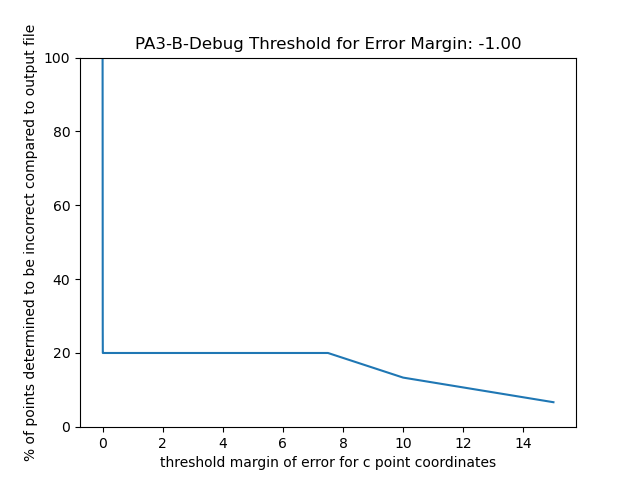 PA3-B-Debug Threshold for Error Margin: -1.00
% of points determined to be incorrect compared to output file
100
80
60
40
20
0
0 2 4 6 8 10 12 14
threshold margin of error for c point coordinates